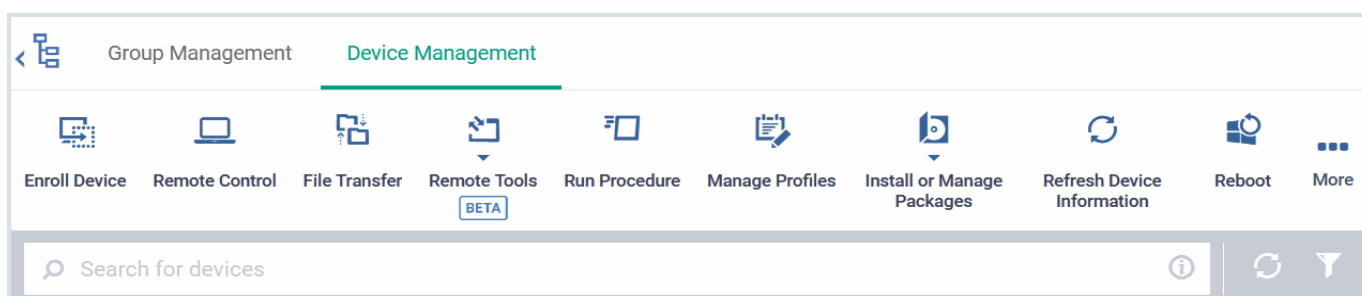 Group Management Device Management
Enroll Device Remote Control File Transfer Remote Tools Run Procedure Manage Profiles Install or Manage Refresh Device Reboot More
BETA Packages Information
Search for devices